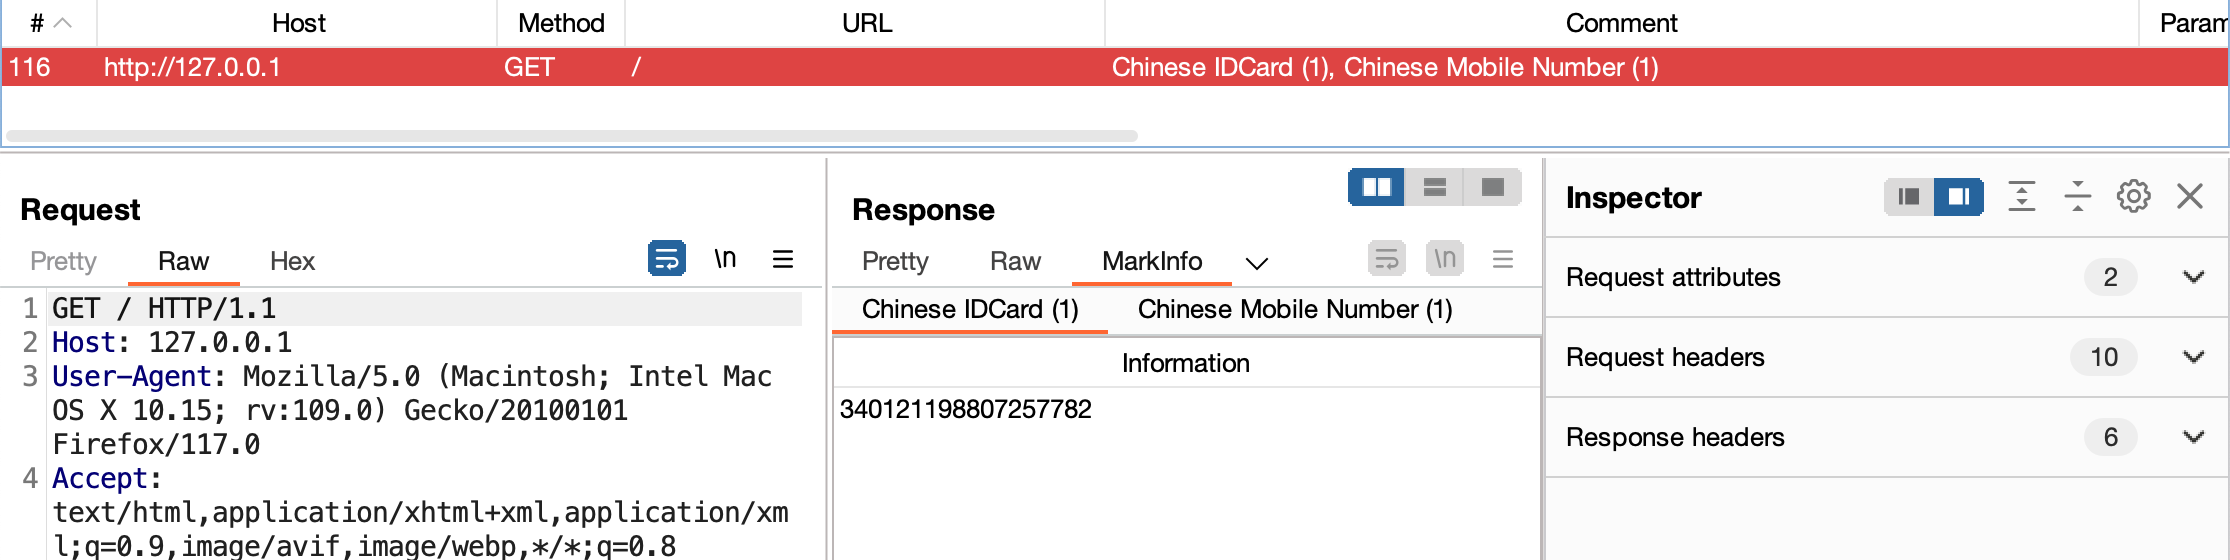 # Host Method URL Comment Param
116 http://127.0.0.1 GET / Chinese IDCard (1), Chinese Mobile Number (1)
Request
Pretty Raw Hex \n
1 GET / HTTP/1.1
2 Host: 127.0.0.1
3 User-Agent: Mozilla/5.0 (Macintosh; Intel Mac
OS X 10.15; rv:109.0) Gecko/20100101
Firefox/117.0
4 Accept:
text/html,application/xhtml+xml,application/xm
l;q=0.9,image/avif,image/webp,*/*;q=0.8
Response
Pretty Raw MarkInfo \n
Chinese IDCard (1) Chinese Mobile Number (1)
Information
340121198807257782
Inspector
Request attributes 2
Request headers 10
Response headers 6